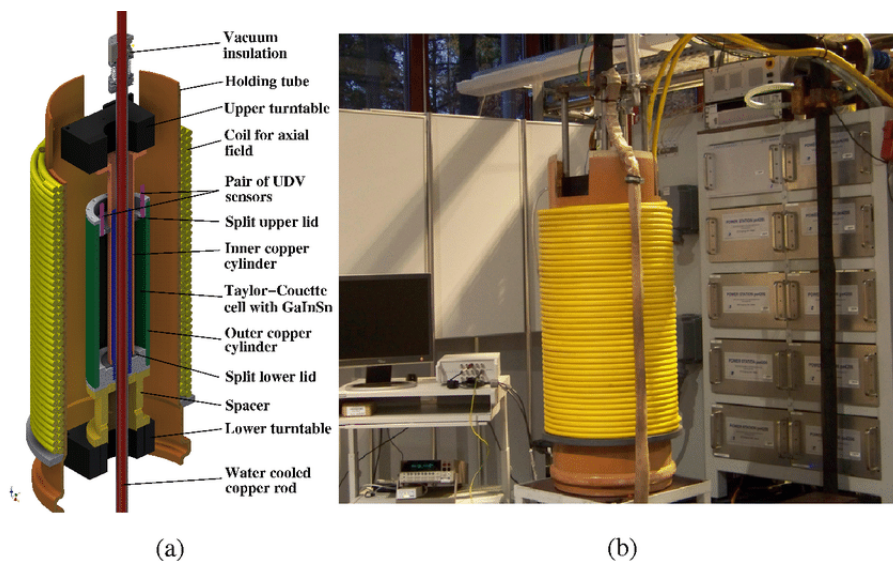 Vacuum
insulation
Holding tube
Upper turntable
Coil for axial
field
Pair of UDV
sensors
Split upper lid
Inner copper
cylinder
Taylor−Couette
cell with GaInSn
Outer copper
cylinder
Split lower lid
Spacer
Lower turntable
Water cooled
copper rod
(a)
(b)